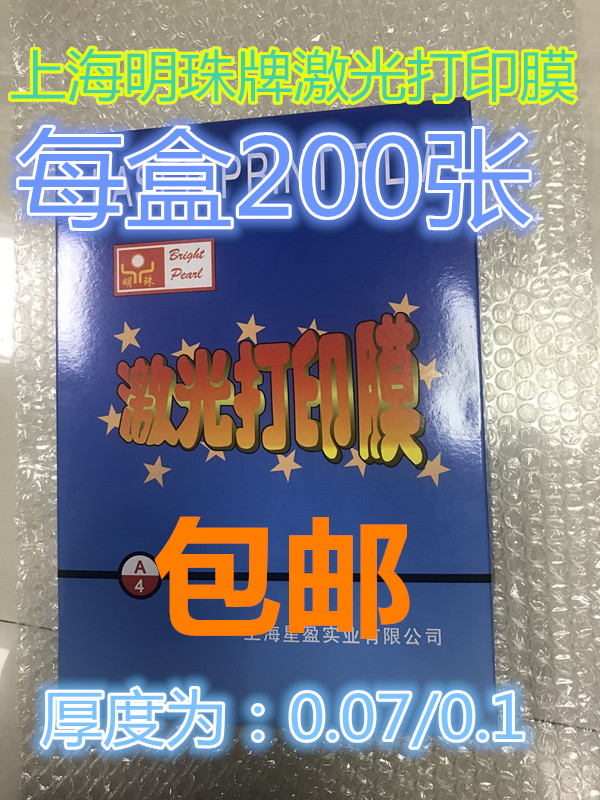 上海明珠牌激光打印膜
每盒200张
Bright
Pearl
明珠
激光打印膜
A
4
包邮
上海星盈实业有限公司
厚度为：0.07/0.1